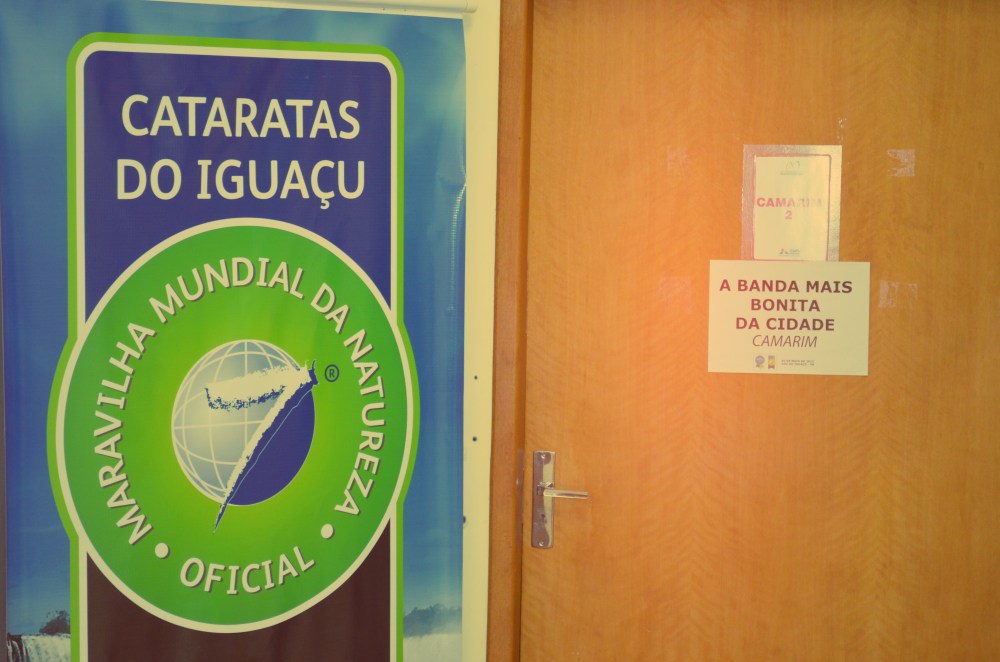 CATARATAS
DO IGUAÇU
MARAVILHA MUNDIAL DA NATUREZA
• OFICIAL •
®
CAMARIM
2
A BANDA MAIS
BONITA
DA CIDADE
CAMARIM